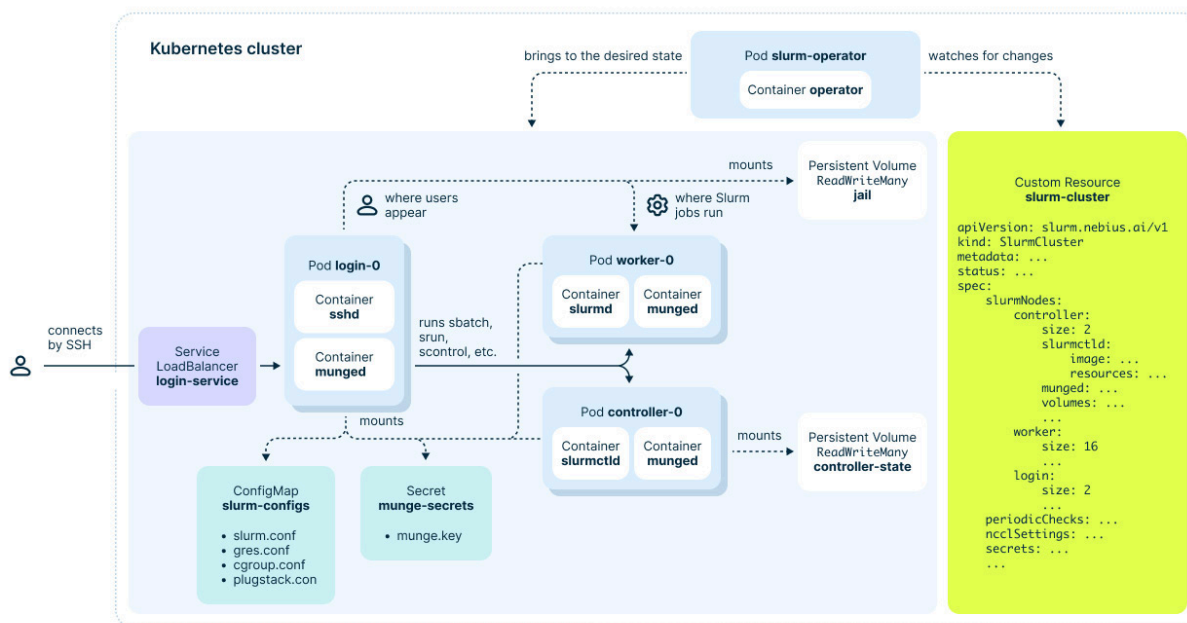 Kubernetes cluster
brings to the desired state
Pod slurm-operator
Container operator
watches for changes
mounts
Persistent Volume
ReadWriteMany
jail
where users
appear
where Slurm
jobs run
Custom Resource
slurm-cluster
apiVersion: slurm.nebius.ai/v1
kind: SlurmCluster
metadata: ...
status: ...
spec:
slurmNodes:
controller:
size: 2
slurmctld:
image: ...
resources: ...
munged: ...
volumes: ...
...
worker:
size: 16
...
login:
size: 2
...
periodicChecks: ...
ncclSettings: ...
secrets: ...
...
Pod login-0
Container
sshd
Container
munged
Pod worker-0
Container
slurmd
Container
munged
connects
by SSH
Service
LoadBalancer
login-service
runs sbatch,
srun,
scontrol, etc.
Pod controller-0
Container
slurmctld
Container
munged
mounts
mounts
Persistent Volume
ReadWriteMany
controller-state
ConfigMap
slurm-configs
• slurm.conf
• gres.conf
• cgroup.conf
• plugstack.con
Secret
munge-secrets
• munge.key